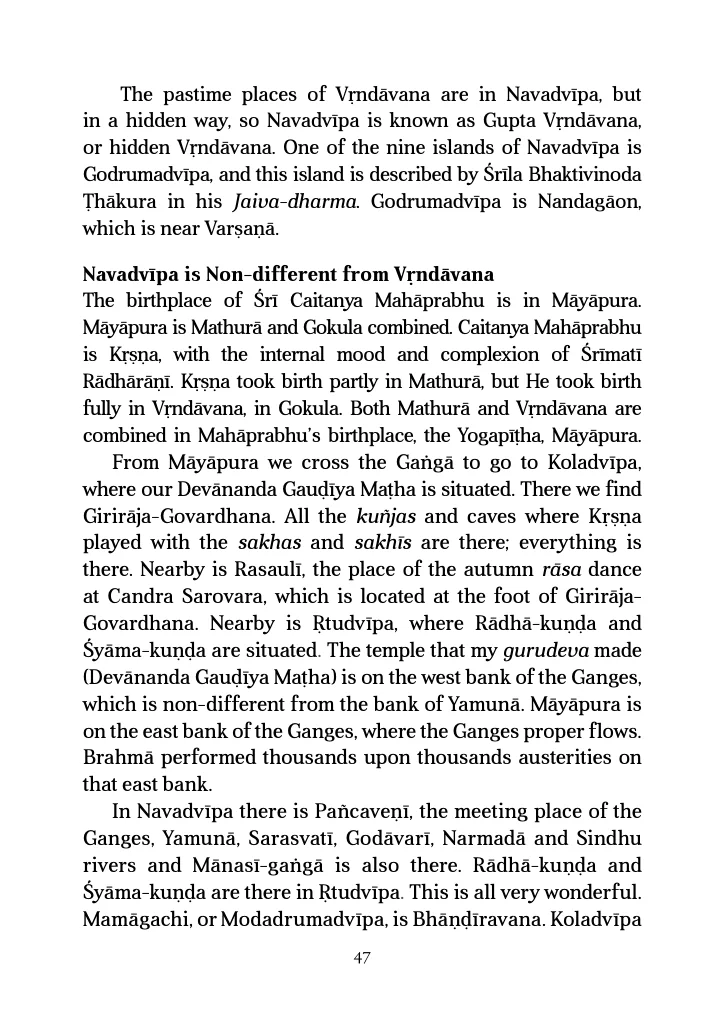 The pastime places of Vṛndāvana are in Navadvīpa, but
in a hidden way, so Navadvīpa is known as Gupta Vṛndāvana,
or hidden Vṛndāvana. One of the nine islands of Navadvīpa is
Godrumadvīpa, and this island is described by Śrīla Bhaktivinoda
Ṭhākura in his Jaiva-dharma. Godrumadvīpa is Nandagāon,
which is near Varṣaṇā.
Navadvīpa is Non-different from Vṛndāvana
The birthplace of Śrī Caitanya Mahāprabhu is in Māyāpura.
Māyāpura is Mathurā and Gokula combined. Caitanya Mahāprabhu
is Kṛṣṇa, with the internal mood and complexion of Śrīmatī
Rādhārāṇī. Kṛṣṇa took birth partly in Mathurā, but He took birth
fully in Vṛndāvana, in Gokula. Both Mathurā and Vṛndāvana are
combined in Mahāprabhu's birthplace, the Yogapīṭha, Māyāpura.
From Māyāpura we cross the Gaṅgā to go to Koladvīpa,
where our Devānanda Gauḍīya Maṭha is situated. There we find
Girirāja-Govardhana. All the kuñjas and caves where Kṛṣṇa
played with the sakhas and sakhīs are there; everything is
there. Nearby is Rasaulī, the place of the autumn rāsa dance
at Candra Sarovara, which is located at the foot of Girirāja-
Govardhana. Nearby is Ṛtudvīpa, where Rādhā-kuṇḍa and
Śyāma-kuṇḍa are situated. The temple that my gurudeva made
(Devānanda Gauḍīya Maṭha) is on the west bank of the Ganges,
which is non-different from the bank of Yamunā. Māyāpura is
on the east bank of the Ganges, where the Ganges proper flows.
Brahmā performed thousands upon thousands austerities on
that east bank.
In Navadvīpa there is Pañcaveṇī, the meeting place of the
Ganges, Yamunā, Sarasvatī, Godāvarī, Narmadā and Sindhu
rivers and Mānasī-gaṅgā is also there. Rādhā-kuṇḍa and
Śyāma-kuṇḍa are there in Ṛtudvīpa. This is all very wonderful.
Mamāgachi, or Modadrumadvīpa, is Bhāṇḍīravana. Koladvīpa
47